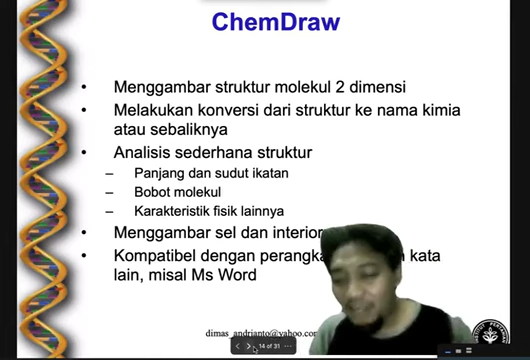 ChemDraw
• Menggambar struktur molekul 2 dimensi
• Melakukan konversi dari struktur ke nama kimia
atau sebaliknya
• Analisis sederhana struktur
– Panjang dan sudut ikatan
– Bobot molekul
– Karakteristik fisik lainnya
• Menggambar sel dan interior
• Kompatibel dengan perangka kata
lain, misal Ms Word
dimas_andrianto@yahoo.com
14 of 31